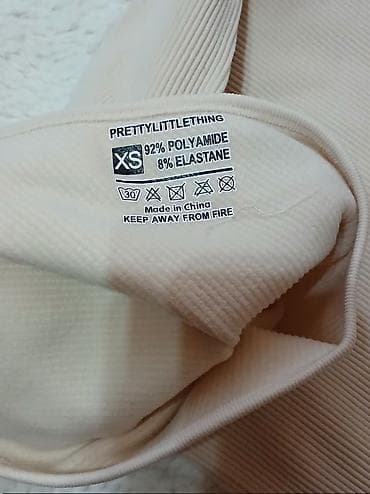 PRETTYLITTLETHING
XS
92% POLYAMIDE
8% ELASTANE
30
Made in China
KEEP AWAY FROM FIRE